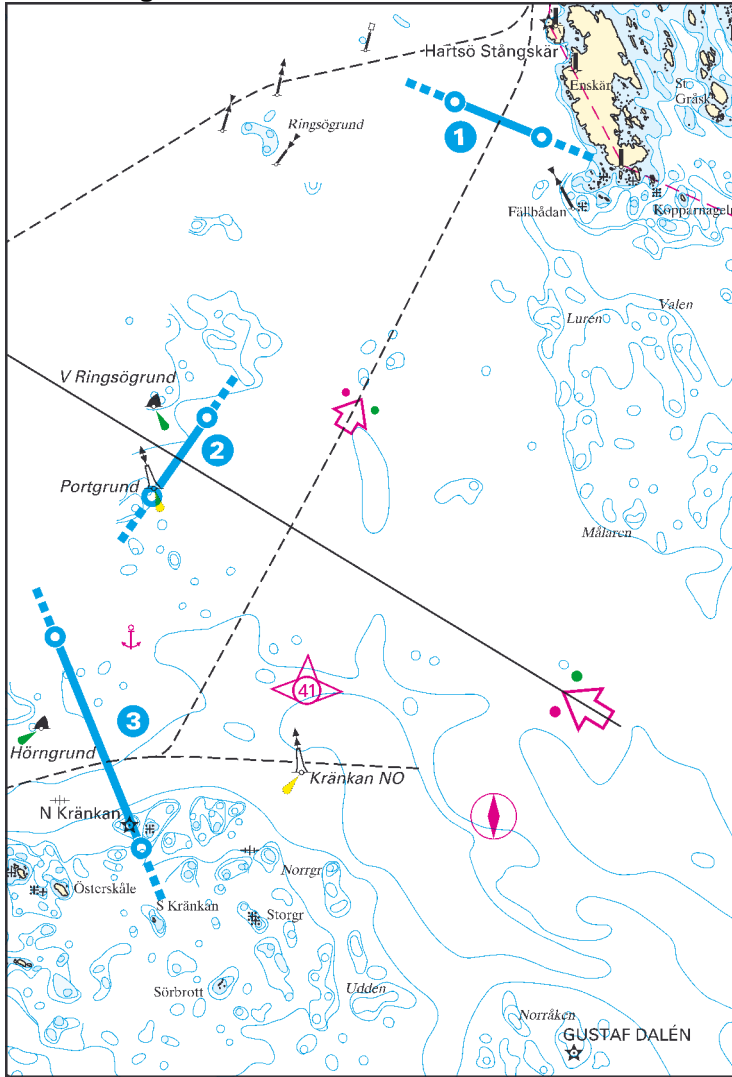 Hartsö Stångskär
Enskär
St
Gråsk
Ringsögrund
1
Fällbådan
Kopparnageln
Valen
Luren
V Ringsögrund
2
Portgrund
Målaren
41
3
Hörngrund
Kränkan NO
N Kränkan
Norrgr
Österskåle
S Kränkan
Storgr
Sörbrott
Udden
Norråken
GUSTAF DALÉN